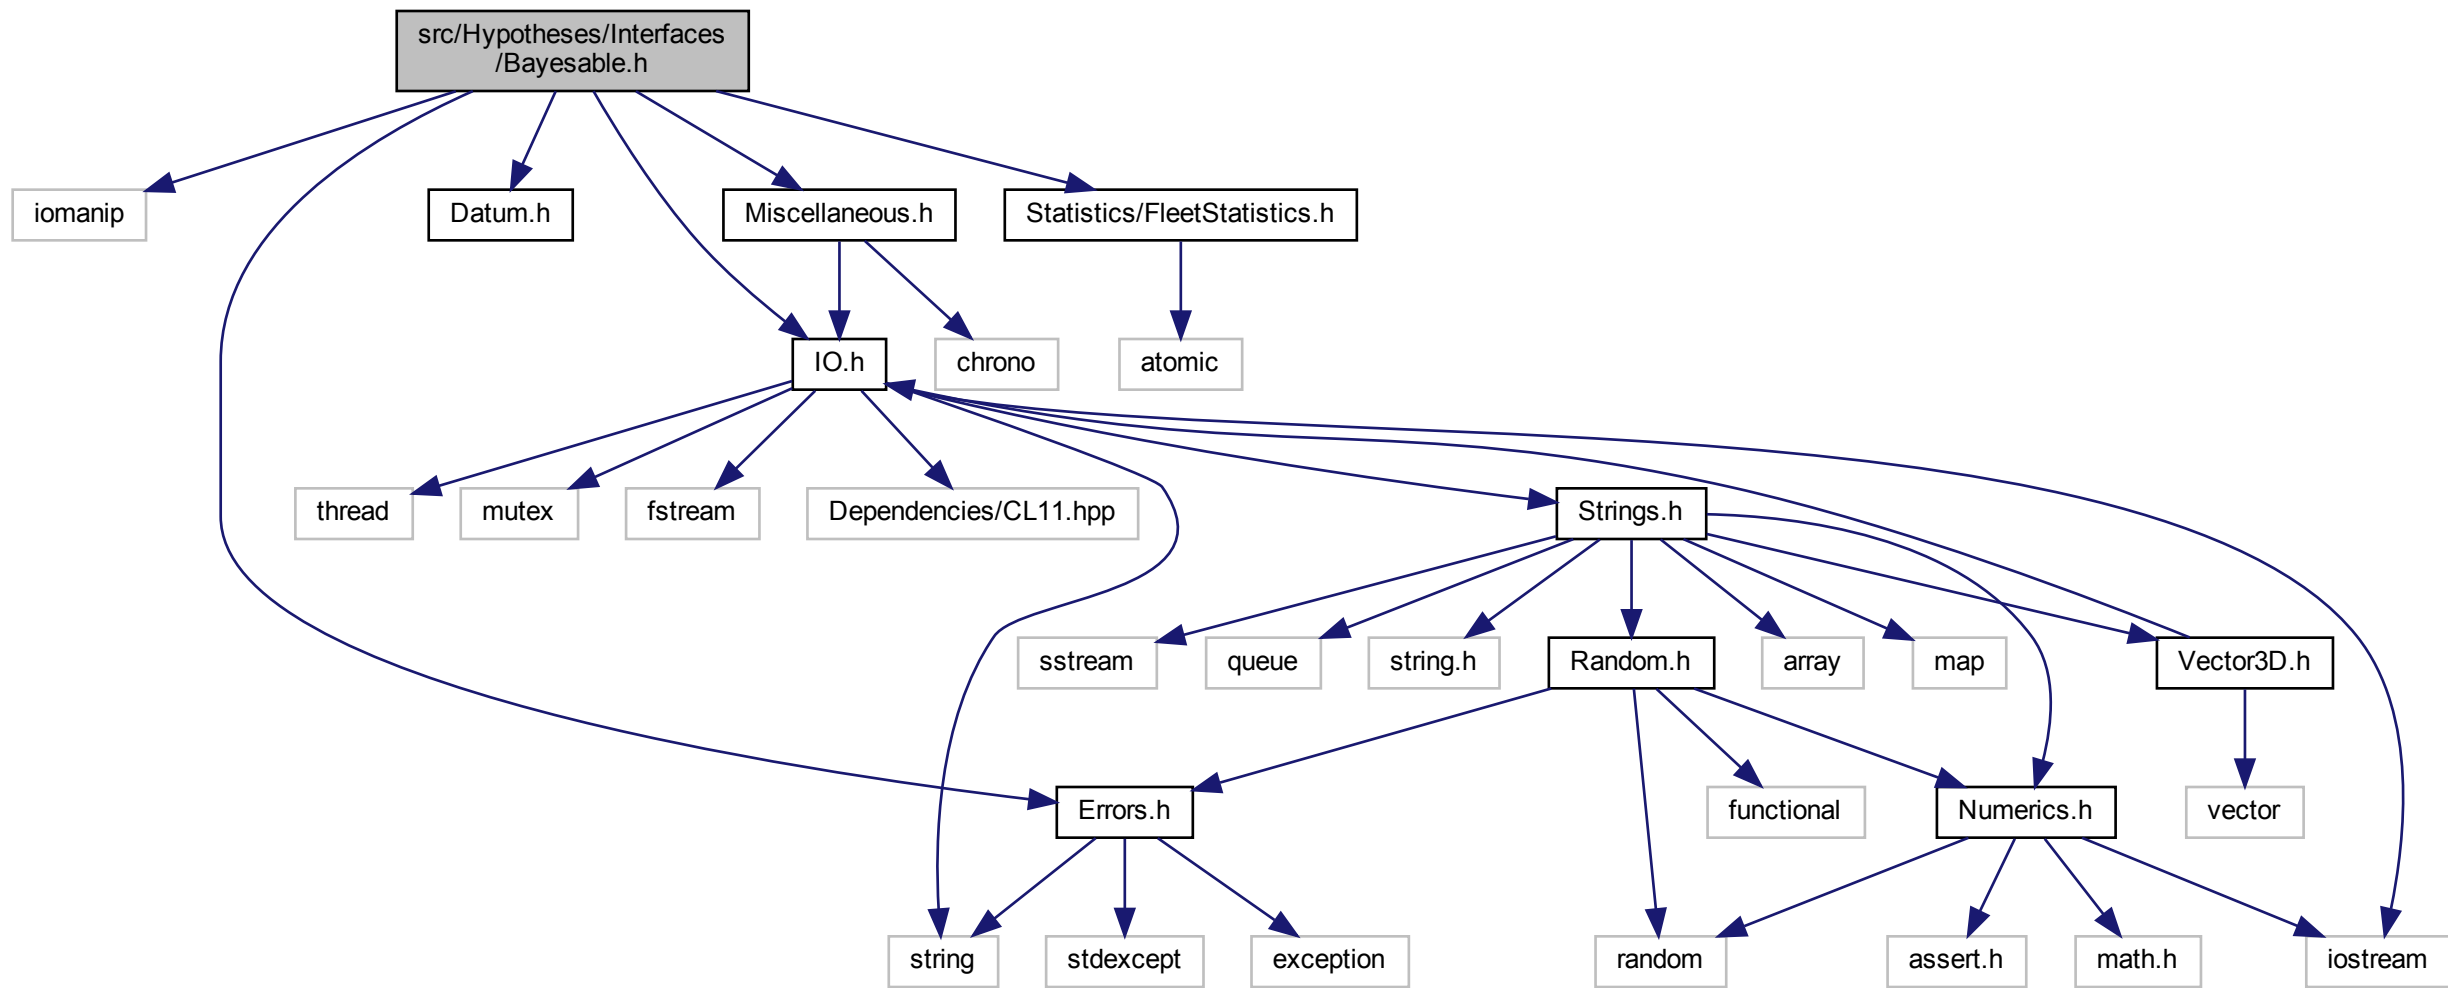 src/Hypotheses/Interfaces
/Bayesable.h
iomanip
Datum.h
Miscellaneous.h
Statistics/FleetStatistics.h
IO.h
chrono
atomic
thread
mutex
fstream
Dependencies/CL11.hpp
Strings.h
sstream
queue
string.h
Random.h
array
map
Vector3D.h
Errors.h
functional
Numerics.h
vector
string
stdexcept
exception
random
assert.h
math.h
iostream